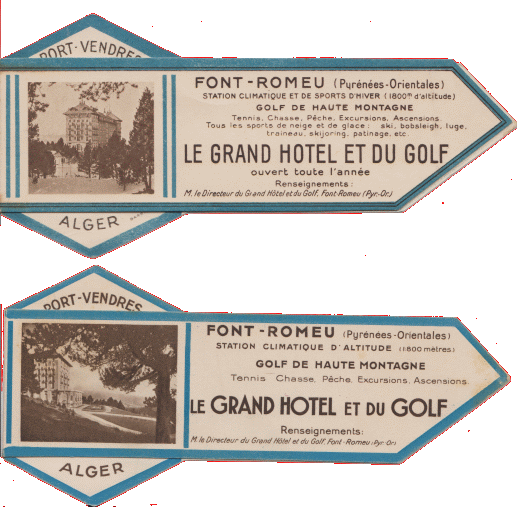 PORT-VENDRES
FONT-ROMEU (Pyrénées-Orientales)
STATION CLIMATIQUE ET DE SPORTS D'HIVER (1800m d'altitude)
GOLF DE HAUTE MONTAGNE
Tennis, Chasse, Pêche, Excursions, Ascensions.
Tous les sports de neige et de glace: ski, bobsleigh, luge,
traineau, skijoring, patinage, etc.
LE GRAND HOTEL ET DU GOLF
ouvert toute l'année
Renseignements:
M. le Directeur du Grand Hôtel et du Golf, Font-Romeu (Pyr.-Or.)
ALGER
PORT-VENDRES
FONT-ROMEU (Pyrénées-Orientales)
STATION CLIMATIQUE D'ALTITUDE (1800 mètres)
GOLF DE HAUTE MONTAGNE
Tennis Chasse, Pêche, Excursions, Ascensions.
LE GRAND HOTEL ET DU GOLF
Renseignements:
M. le Directeur du Grand Hôtel et du Golf, Font-Romeu (Pyr-Or)
ALGER